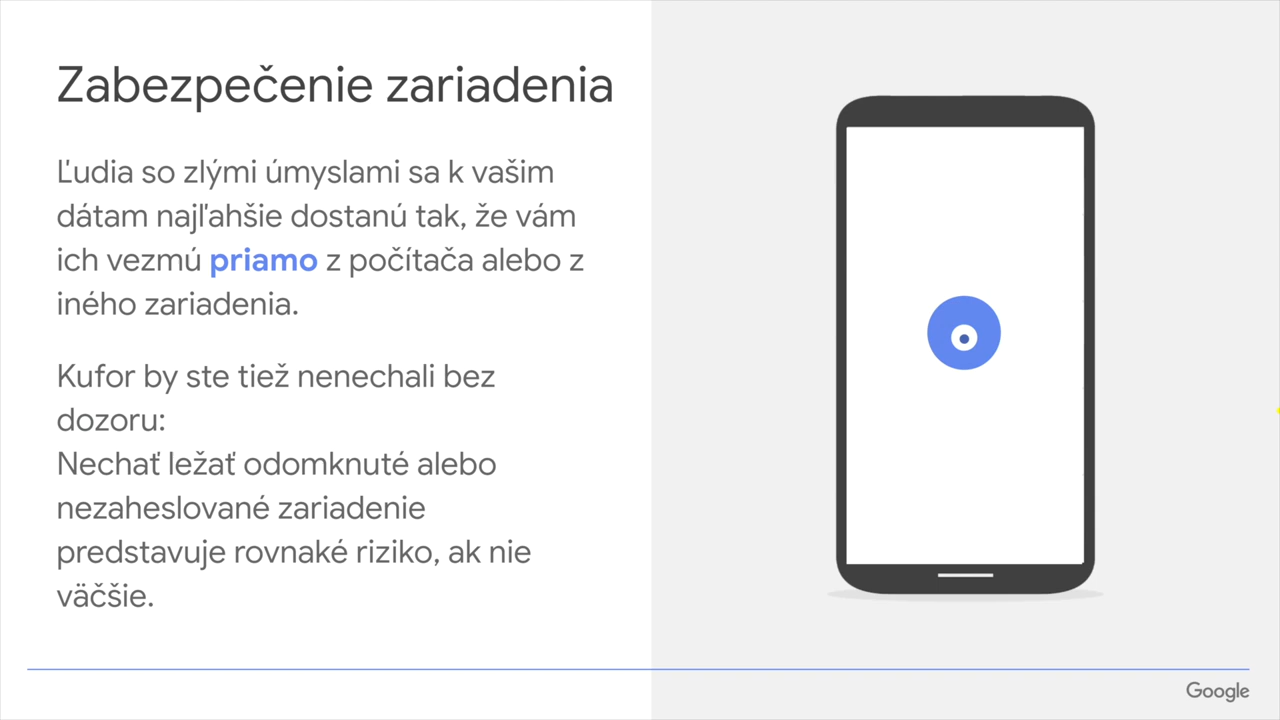 Zabezpečenie zariadenia
Ľudia so zlými úmyslami sa k vašim
dátam najľahšie dostanú tak, že vám
ich vezmú priamo z počítača alebo z
iného zariadenia.
Kufor by ste tiež nenechali bez
dozoru:
Nechať ležať odomknuté alebo
nezaheslované zariadenie
predstavuje rovnaké riziko, ak nie
väčšie.
Google